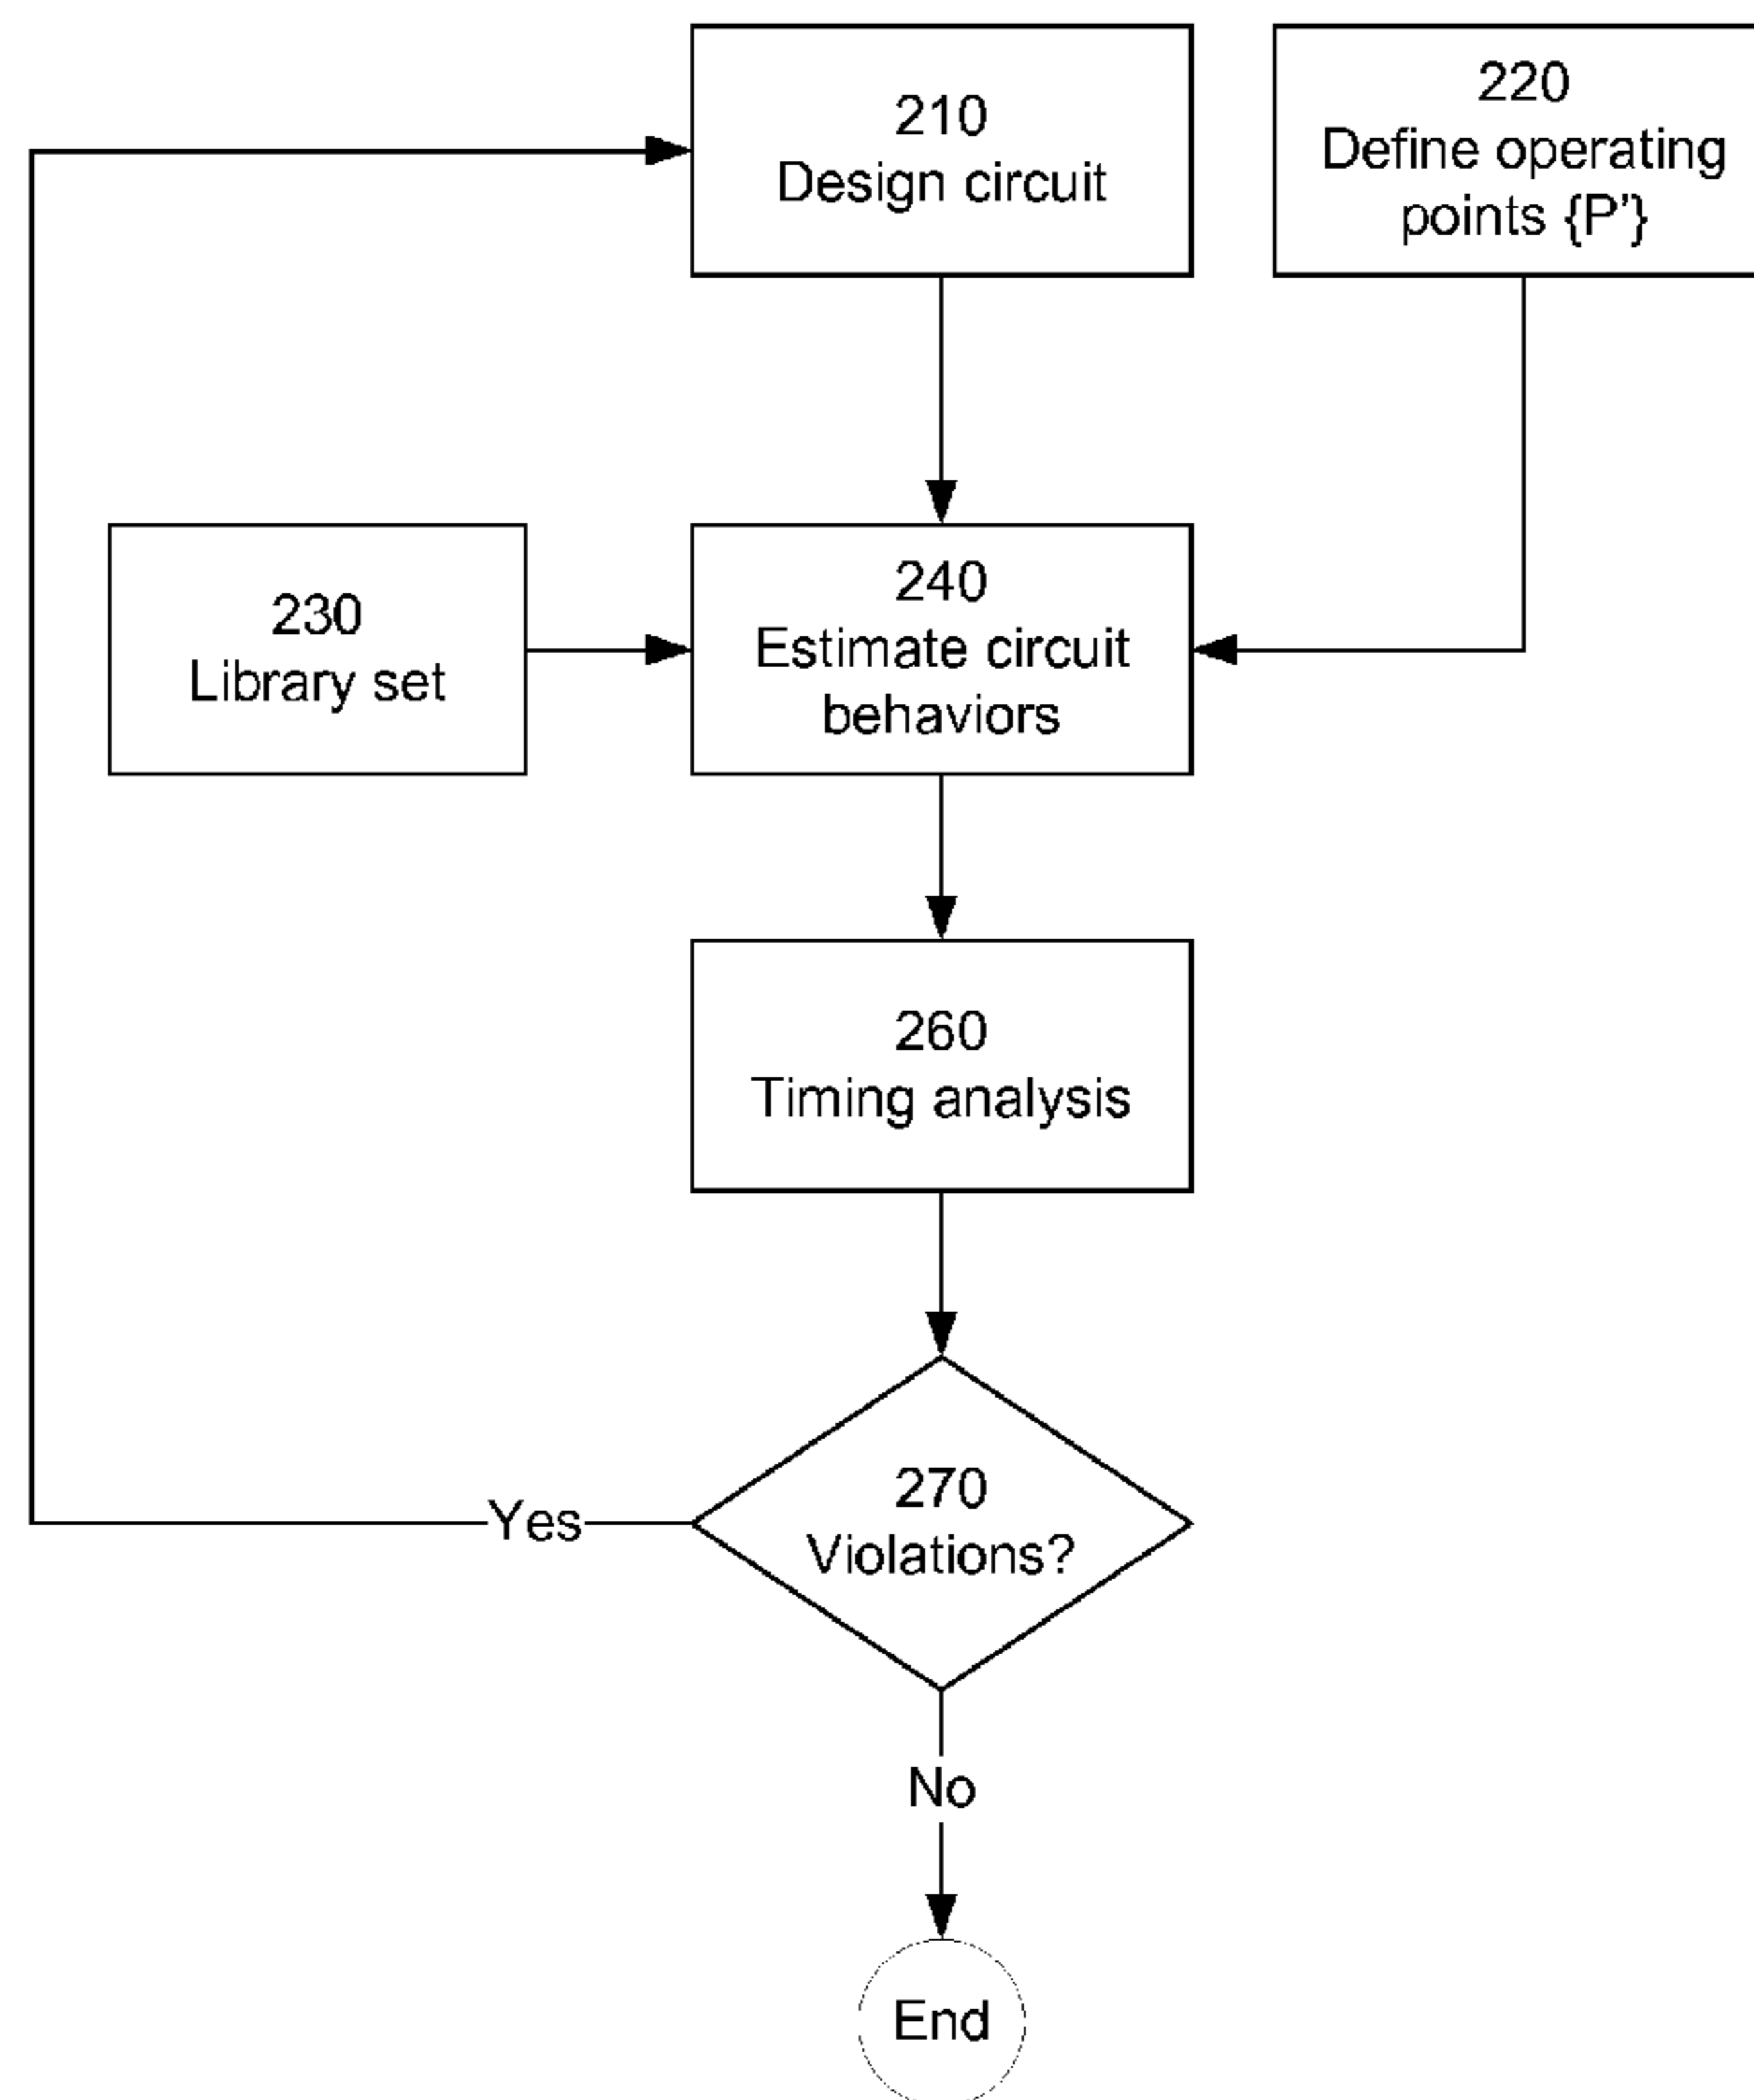 210
Design circuit
220
Define operating
points {P’}
230
Library set
240
Estimate circuit
behaviors
260
Timing analysis
270
Violations?
Yes
No
End